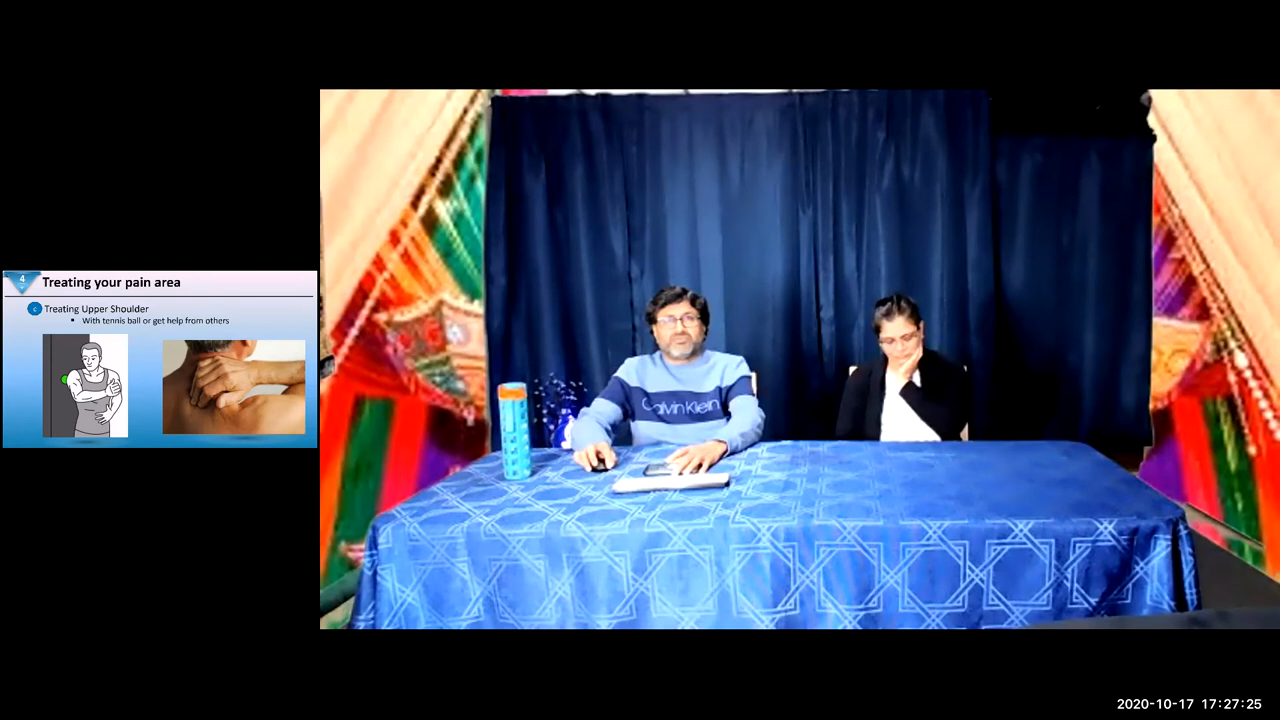 4
Treating your pain area
c Treating Upper Shoulder
• With tennis ball or get help from others
Calvin Klein
2020-10-17 17:27:25